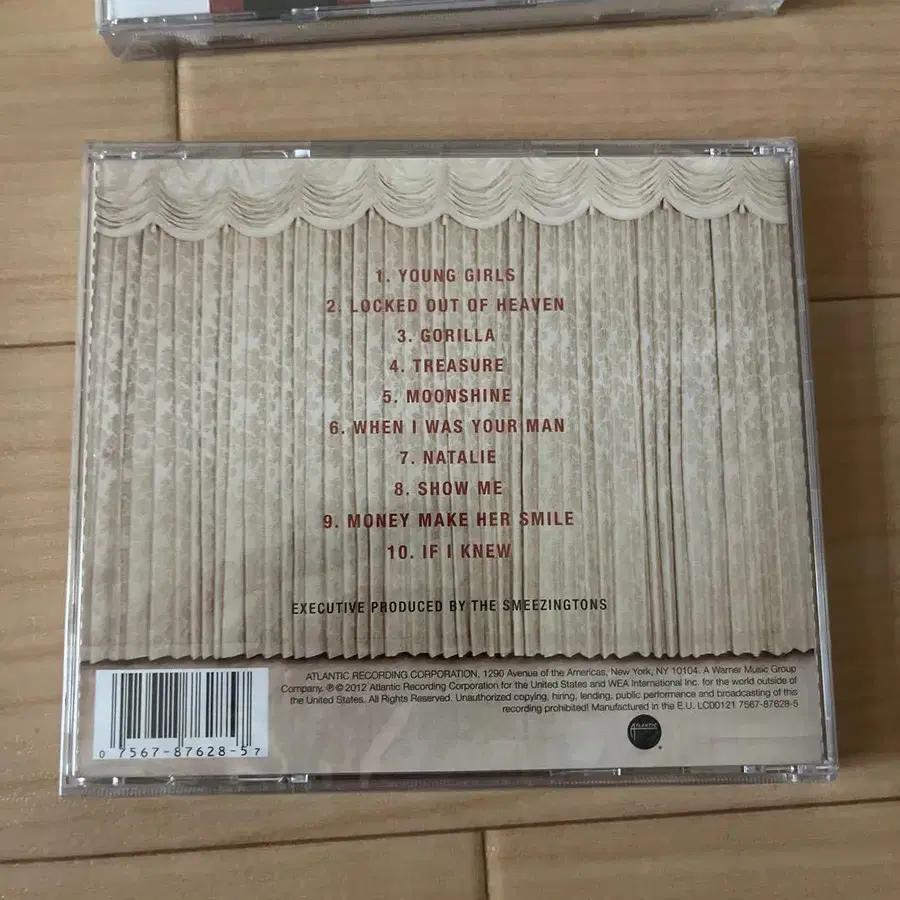 1. YOUNG GIRLS
2. LOCKED OUT OF HEAVEN
3. GORILLA
4. TREASURE
5. MOONSHINE
6. WHEN I WAS YOUR MAN
7. NATALIE
8. SHOW ME
9. MONEY MAKE HER SMILE
10. IF I KNEW
EXECUTIVE PRODUCED BY THE SMEEZINGTONS
ATLANTIC RECORDING CORPORATION, 1290 Avenue of the Americas, New York, NY 10104. A Warner Music Group
Company. ℗ © 2012 Atlantic Recording Corporation for the United States and WEA International Inc. for the world outside of
the United States. All Rights Reserved. Unauthorized copying, hiring, lending, public performance and broadcasting of this
recording prohibited! Manufactured in the E.U. LC00121 7567-87628-5
0 7567-87628-5 7
ATLANTIC